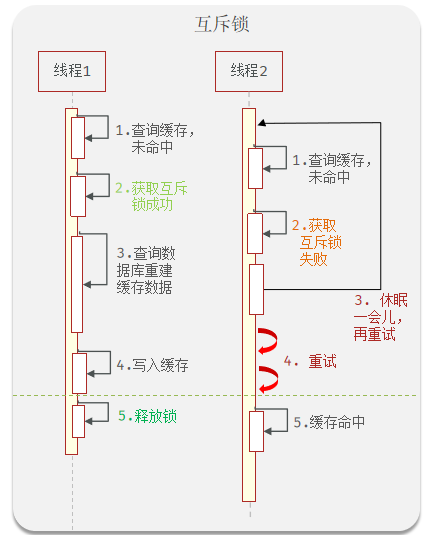 互斥锁
线程1
线程2
1.查询缓存，
未命中
2.获取互斥
锁成功
3.查询数
据库重建
缓存数据
4.写入缓存
5.释放锁
1.查询缓存，
未命中
2.获取
互斥锁
失败
3. 休眠
一会儿，
再重试
4. 重试
5.缓存命中